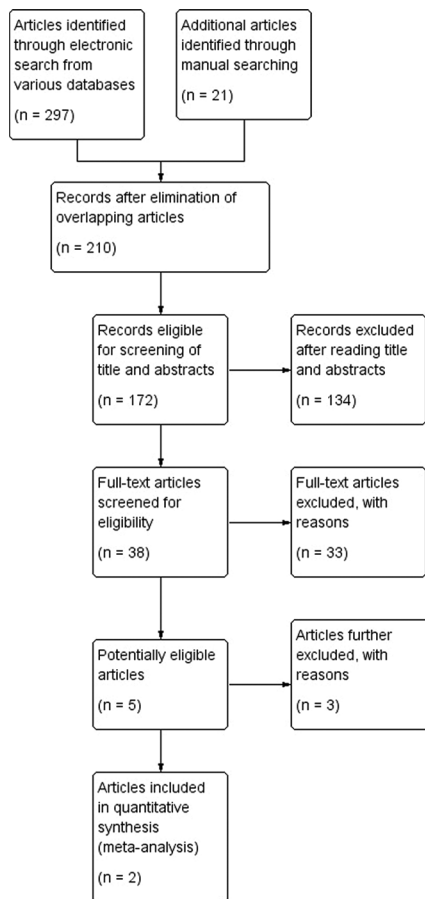 Articles identified
through electronic
search from
various databases
(n = 297)
Additional articles
identified through
manual searching
(n = 21)
Records after elimination of
overlapping articles
(n = 210)
Records eligible
for screening of
title and abstracts
(n = 172)
Records excluded
after reading title
and abstracts
(n = 134)
Full-text articles
screened for
eligibility
(n = 38)
Full-text articles
excluded, with
reasons
(n = 33)
Potentially eligible
articles
(n = 5)
Articles further
excluded, with
reasons
(n = 3)
Articles included
in quantitative
synthesis
(meta-analysis)
(n = 2)